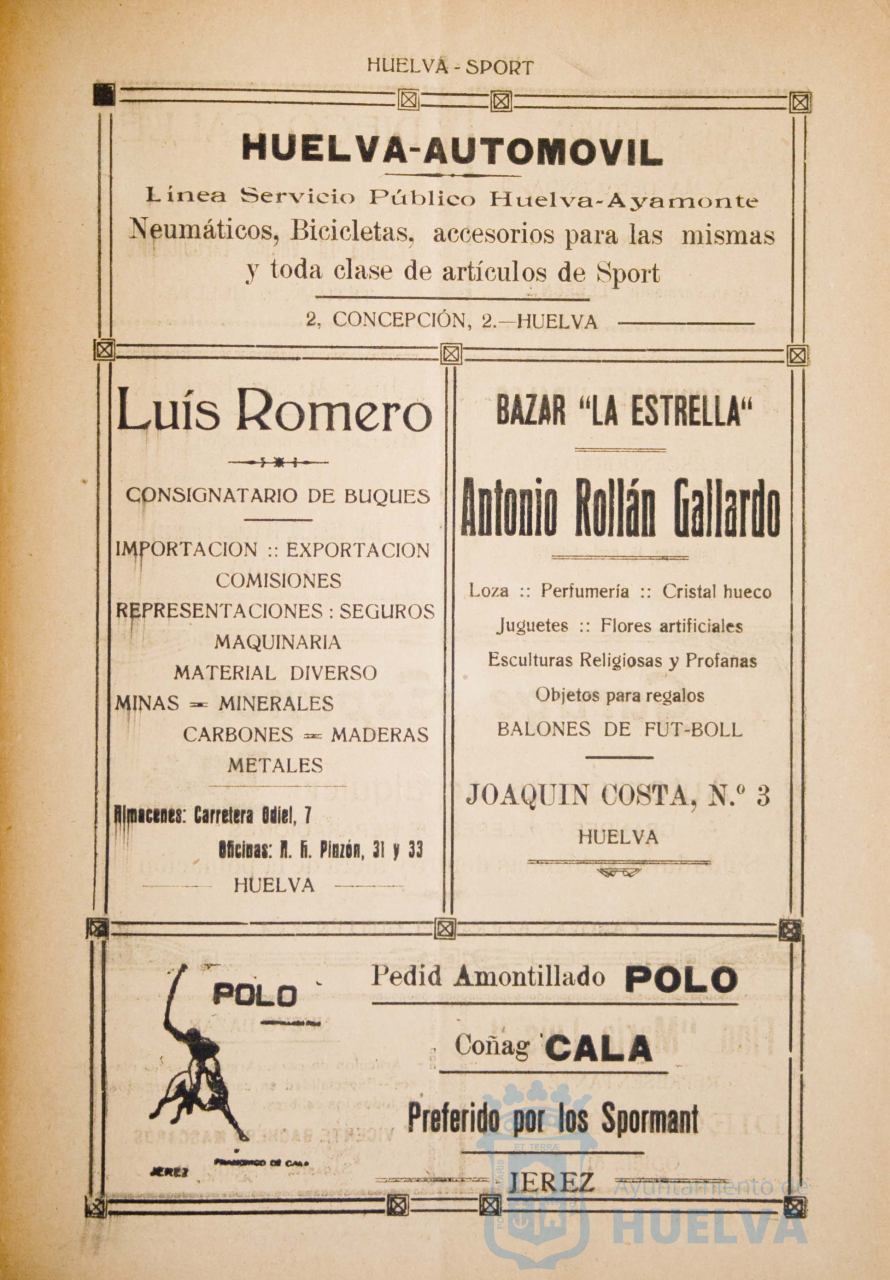 HUELVA - SPORT
HUELVA-AUTOMOVIL
Línea Servicio Público Huelva-Ayamonte
Neumáticos, Bicicletas, accesorios para las mismas
y toda clase de artículos de Sport
2, CONCEPCIÓN, 2.—HUELVA
Luís Romero
CONSIGNATARIO DE BUQUES
IMPORTACION :: EXPORTACION
COMISIONES
REPRESENTACIONES : SEGUROS
MAQUINARIA
MATERIAL DIVERSO
MINAS = MINERALES
CARBONES = MADERAS
METALES
Almacenes: Carretera Odiel, 7
Oficinas: A. H. Pinzón, 31 y 33
HUELVA
BAZAR "LA ESTRELLA"
Antonio Rollán Gallardo
Loza :: Perfumería :: Cristal hueco
Juguetes :: Flores artificiales
Esculturas Religiosas y Profanas
Objetos para regalos
BALONES DE FUT-BOLL
JOAQUIN COSTA, N.º 3
HUELVA
POLO
FRANCISCO DE CALA
JEREZ
Pedid Amontillado POLO
Coñag CALA
Preferido por los Spormant
JEREZ
Ayuntamiento de
HUELVA